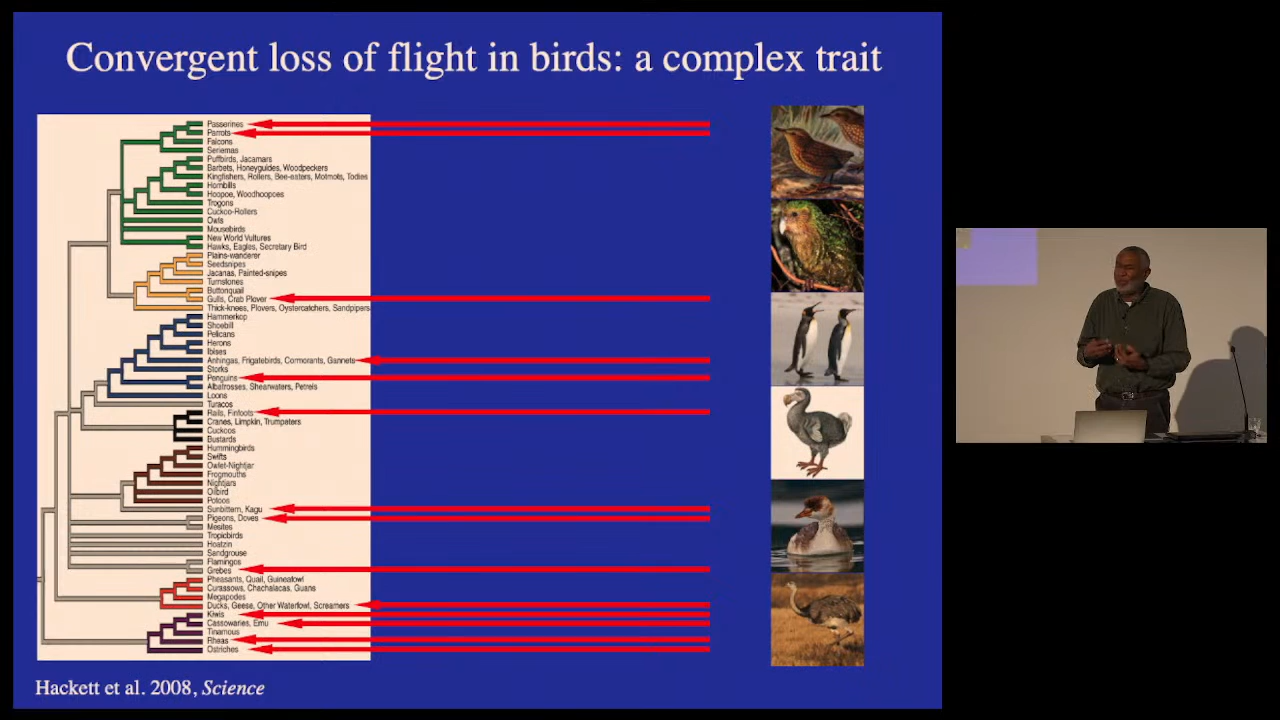 Convergent loss of flight in birds: a complex trait
Passerines
Parrots
Falcons
Seriemas
Puffbirds, Jacamars
Barbets, Honeyguides, Woodpeckers
Kingfishers, Rollers, Bee-eaters, Motmots, Todies
Hornbills
Hoopoe, Woodhoopoes
Trogons
Cuckoo-Rollers
Owls
Mousebirds
New World Vultures
Hawks, Eagles, Secretary Bird
Plains-wanderer
Seedsnipes
Jacanas, Painted-snipes
Turnstones
Buttonquail
Gulls, Crab Plover
Thick-knees, Plovers, Oystercatchers, Sandpipers
Hammerkop
Shoebill
Pelicans
Herons
Ibises
Anhingas, Frigatebirds, Cormorants, Gannets
Storks
Penguins
Albatrosses, Shearwaters, Petrels
Loons
Turacos
Rails, Finfoots
Cranes, Limpkin, Trumpeters
Cuckoos
Bustards
Hummingbirds
Swifts
Owlet-Nightjar
Frogmouths
Nightjars
Oilbird
Potoos
Sunbittern, Kagu
Pigeons, Doves
Mesites
Tropicbirds
Hoatzin
Sandgrouse
Flamingos
Grebes
Pheasants, Quail, Guineafowl
Curassows, Chachalacas, Guans
Megapodes
Ducks, Geese, Other Waterfowl, Screamers
Kiwis
Cassowaries, Emu
Tinamous
Rheas
Ostriches
Hackett et al. 2008, Science